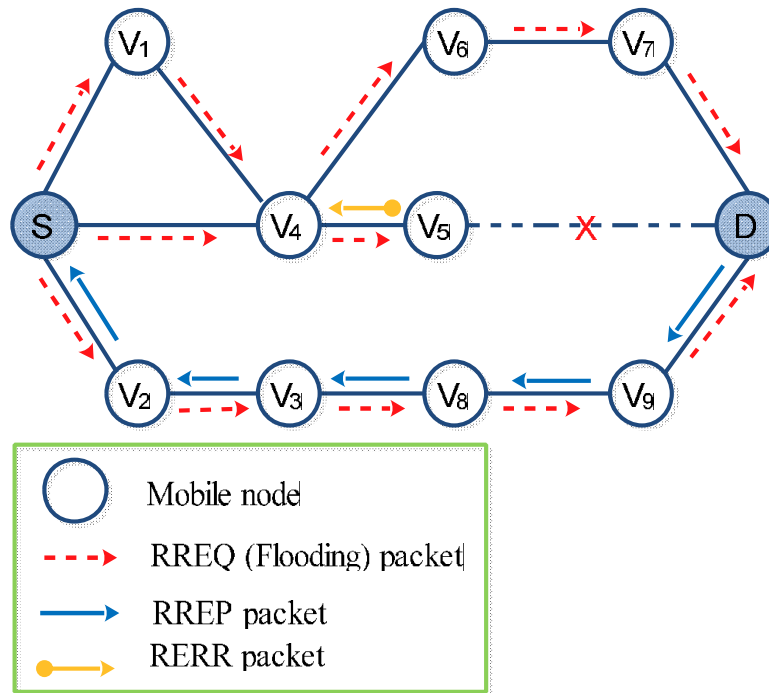 V1
V6
V7
S
V4
V5
X
D
V2
V3
V8
V9
Mobile node
RREQ (Flooding) packet
RREP packet
RERR packet